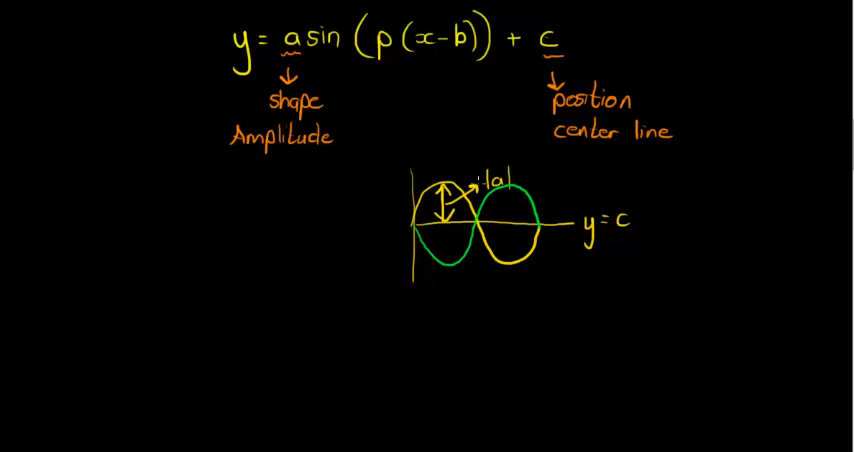 y = a sin (p(x-b)) + c
shape
Amplitude
position
center line
|a|
y = c